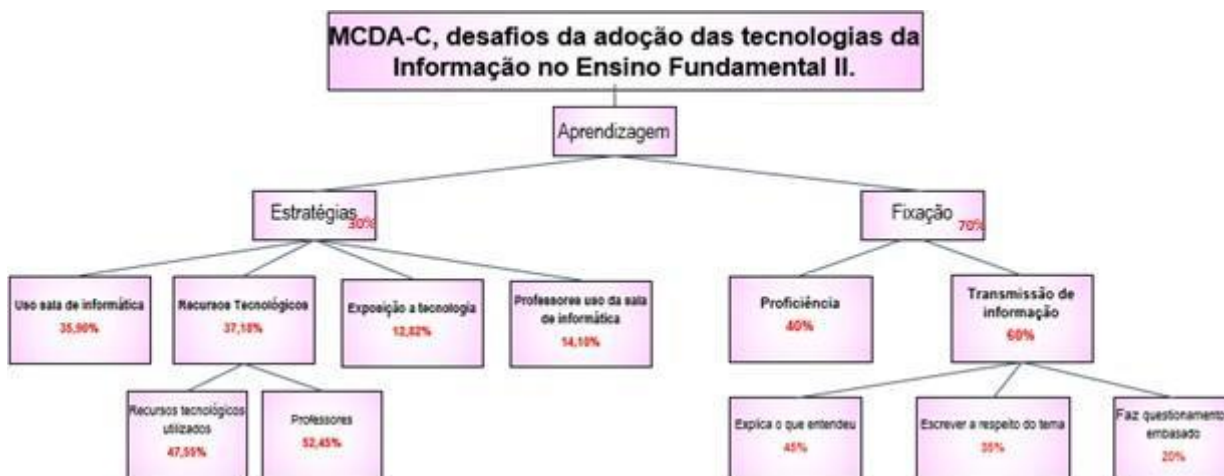 MCDA-C, desafios da adoção das tecnologias da
Informação no Ensino Fundamental II.
Aprendizagem
Estratégias
30%
Fixação
70%
Uso sala de informática
35,90%
Recursos Tecnológicos
37,18%
Exposição a tecnologia
12,82%
Professores uso da sala
de informática
14,10%
Proficiência
40%
Transmissão de
informação
60%
Recursos tecnológicos
utilizados
47,55%
Professores
52,45%
Explica o que entendeu
45%
Escrever a respeito do tema
35%
Faz questionamento
embasado
20%